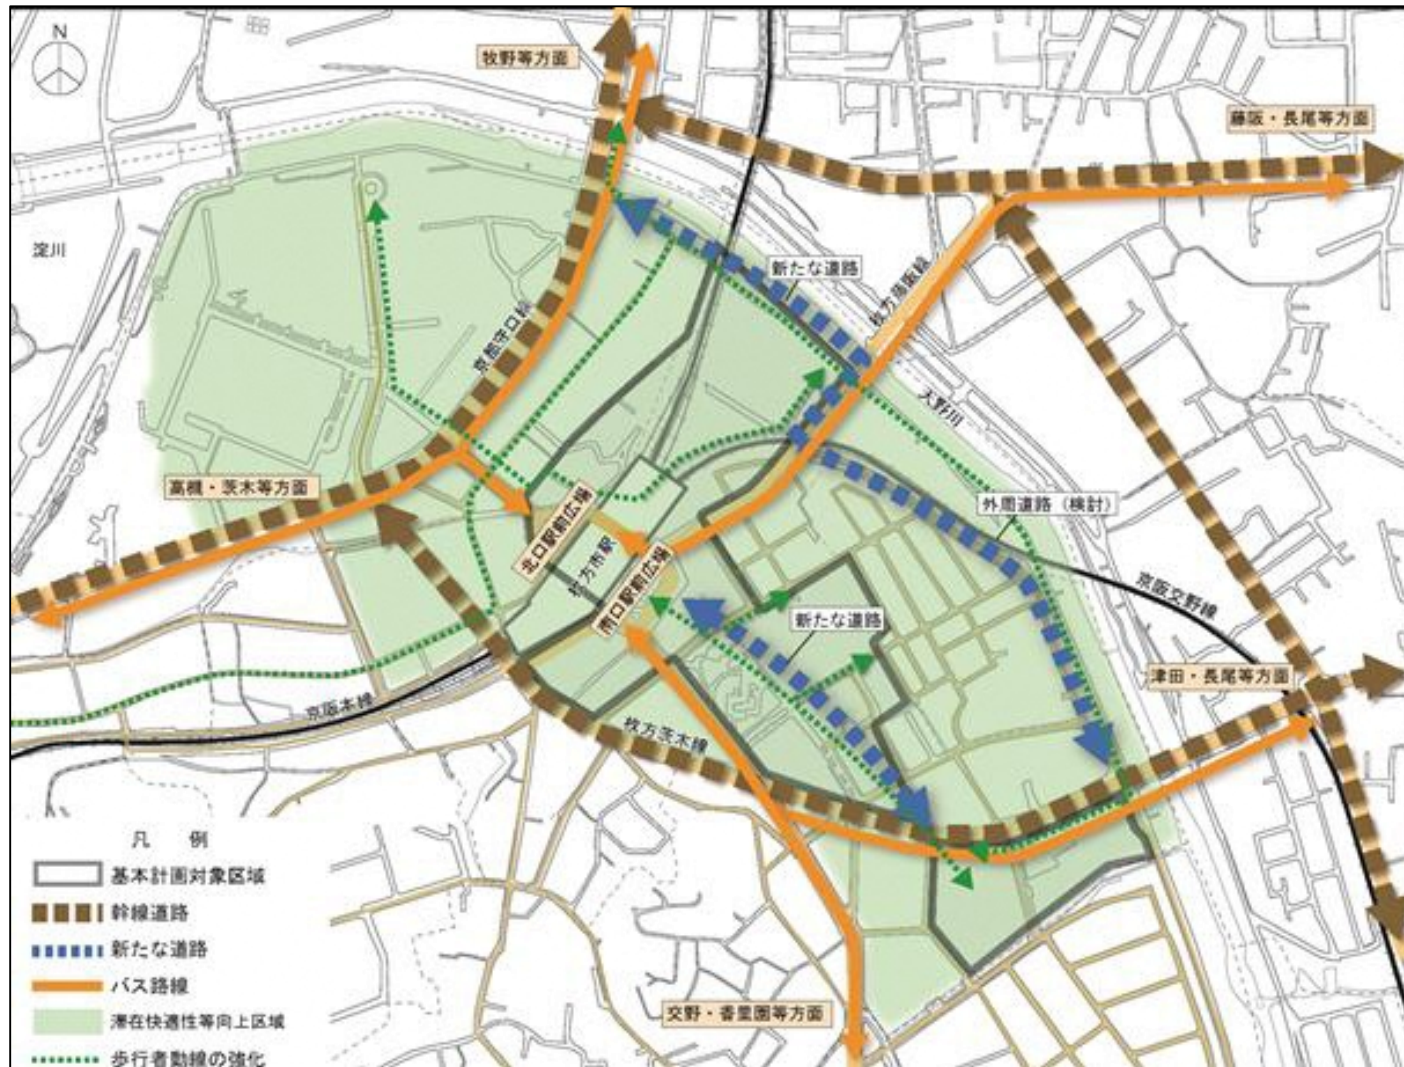 N
牧野等方面
藤阪・長尾等方面
淀川
新たな道路
枚方藤阪線
京都守口線
天野川
高槻・茨木等方面
外周道路（検討）
北口駅前広場
枚方市駅
南口駅前広場
京阪交野線
新たな道路
津田・長尾等方面
京阪本線
枚方茨木線
交野・香里園等方面
凡 例
基本計画対象区域
幹線道路
新たな道路
バス路線
滞在快適性等向上区域
歩行者動線の強化